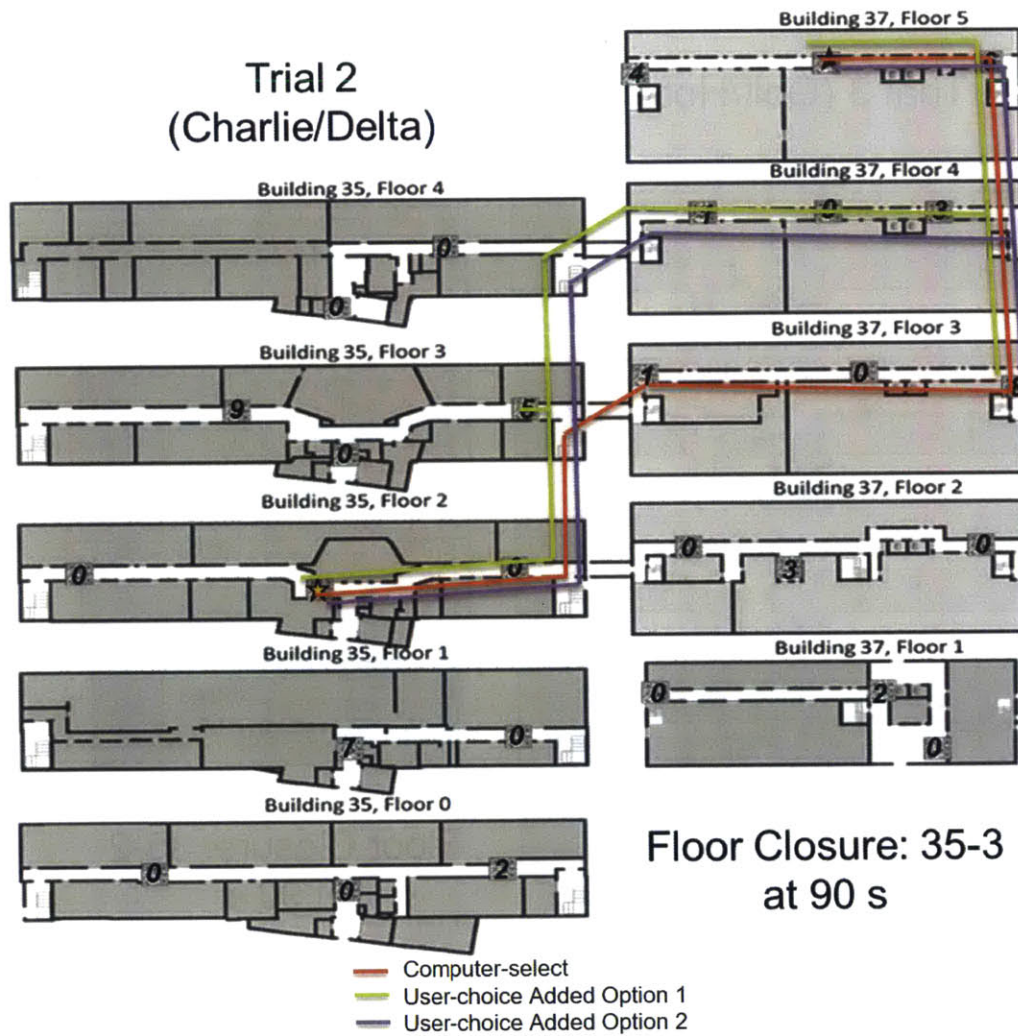 Building 37, Floor 5
4
Trial 2
(Charlie/Delta)
Building 35, Floor 4
0
0
Building 37, Floor 4
0
3
Building 35, Floor 3
9
5
0
Building 37, Floor 3
1
0
Building 35, Floor 2
0
0
Building 37, Floor 2
0
0
3
Building 35, Floor 1
7
0
Building 37, Floor 1
0
2
0
Building 35, Floor 0
0
0
2
Floor Closure: 35-3
at 90 s
Computer-select
User-choice Added Option 1
User-choice Added Option 2